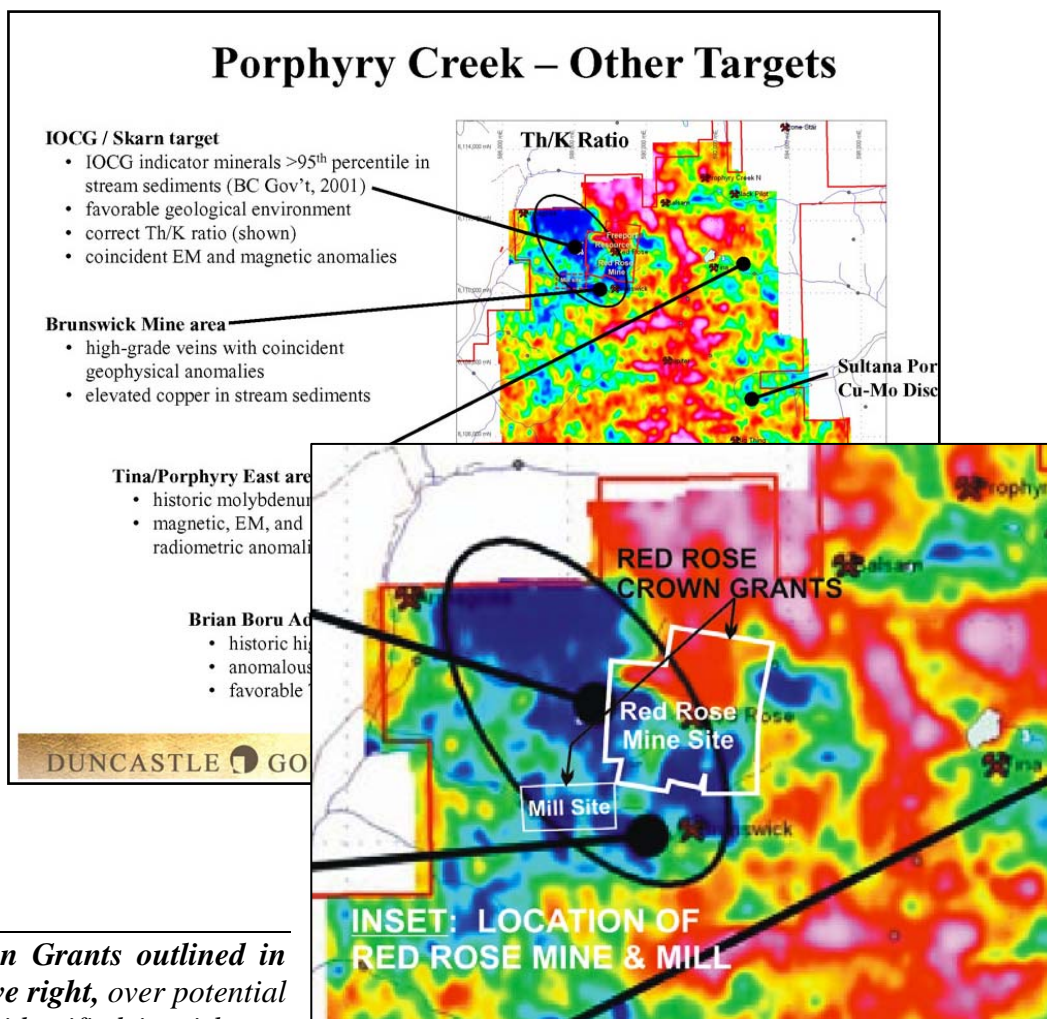 Porphyry Creek – Other Targets
IOCG / Skarn target
• IOCG indicator minerals >95th percentile in
stream sediments (BC Gov't, 2001)
• favorable geological environment
• correct Th/K ratio (shown)
• coincident EM and magnetic anomalies
Brunswick Mine area
• high-grade veins with coincident
geophysical anomalies
• elevated copper in stream sediments
Tina/Porphyry East are
• historic molybdenu
• magnetic, EM, and
radiometric anomali
Brian Boru Ad
• historic hi
• anomalous
• favorable
DUNCASTLE GO
Th/K Ratio
Freeport
Resource
Red Rose
Mine
Sultana Por
Cu-Mo Disc
RED ROSE
CROWN GRANTS
Balsam
Red Rose
Mine Site
Rose
Mill Site
INSET: LOCATION OF
RED ROSE MINE & MILL
n Grants outlined in
ve right, over potential